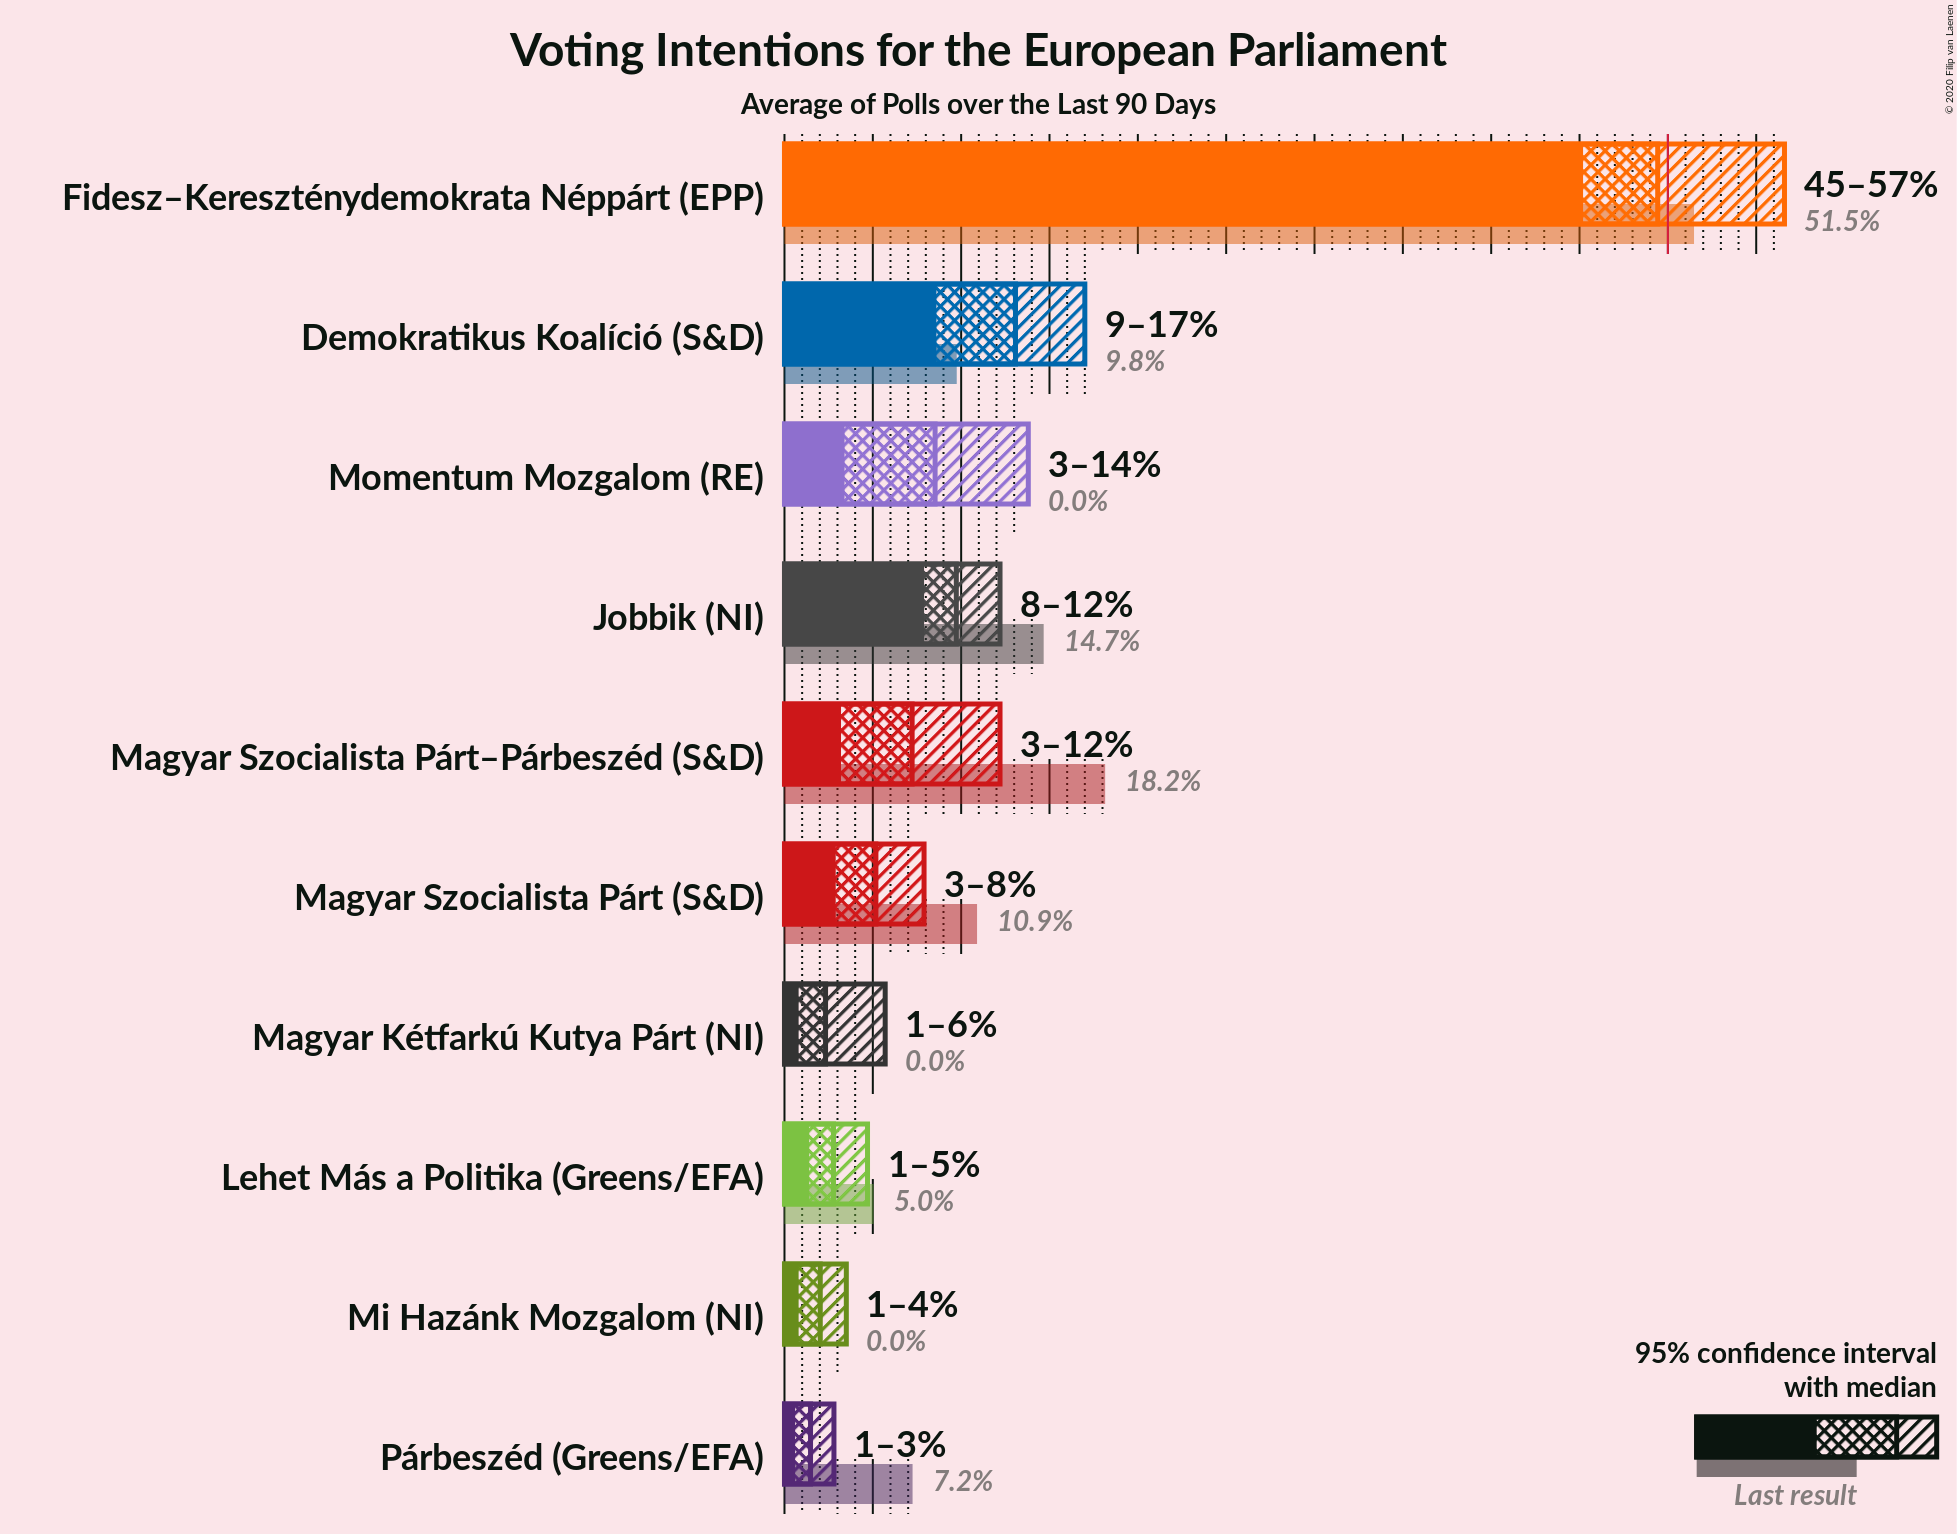 Voting Intentions for the European Parliament
Average of Polls over the Last 90 Days
© 2020 Filip van Laenen
Fidesz–Kereszténydemokrata Néppárt (EPP)
45–57%
51.5%
Demokratikus Koalíció (S&D)
9–17%
9.8%
Momentum Mozgalom (RE)
3–14%
0.0%
Jobbik (NI)
8–12%
14.7%
Magyar Szocialista Párt–Párbeszéd (S&D)
3–12%
18.2%
Magyar Szocialista Párt (S&D)
3–8%
10.9%
Magyar Kétfarkú Kutya Párt (NI)
1–6%
0.0%
Lehet Más a Politika (Greens/EFA)
1–5%
5.0%
Mi Hazánk Mozgalom (NI)
1–4%
0.0%
Párbeszéd (Greens/EFA)
1–3%
7.2%
95% confidence interval
with median
Last result